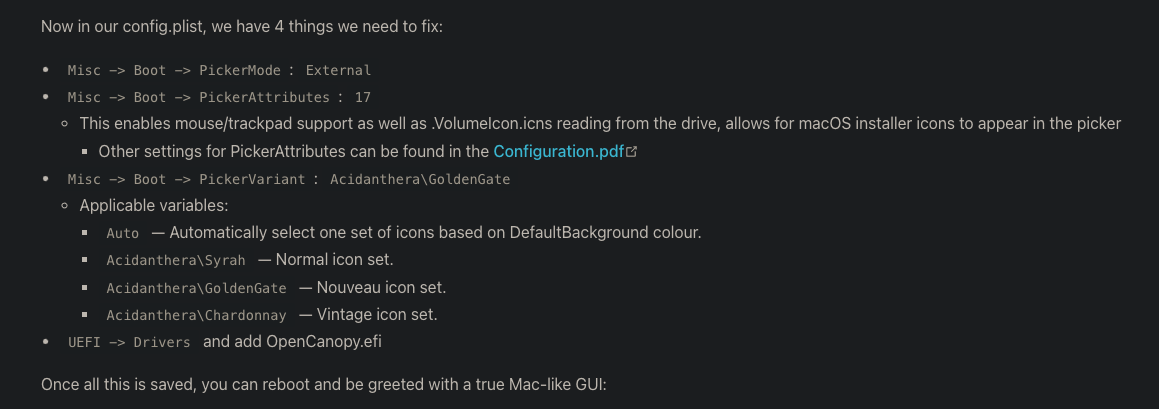 Now in our config.plist, we have 4 things we need to fix:
• Misc -> Boot -> PickerMode : External
• Misc -> Boot -> PickerAttributes : 17
◦ This enables mouse/trackpad support as well as .VolumeIcon.icns reading from the drive, allows for macOS installer icons to appear in the picker
▪ Other settings for PickerAttributes can be found in the Configuration.pdf
• Misc -> Boot -> PickerVariant : Acidanthera\GoldenGate
◦ Applicable variables:
▪ Auto — Automatically select one set of icons based on DefaultBackground colour.
▪ Acidanthera\Syrah — Normal icon set.
▪ Acidanthera\GoldenGate — Nouveau icon set.
▪ Acidanthera\Chardonnay — Vintage icon set.
• UEFI -> Drivers and add OpenCanopy.efi
Once all this is saved, you can reboot and be greeted with a true Mac-like GUI: